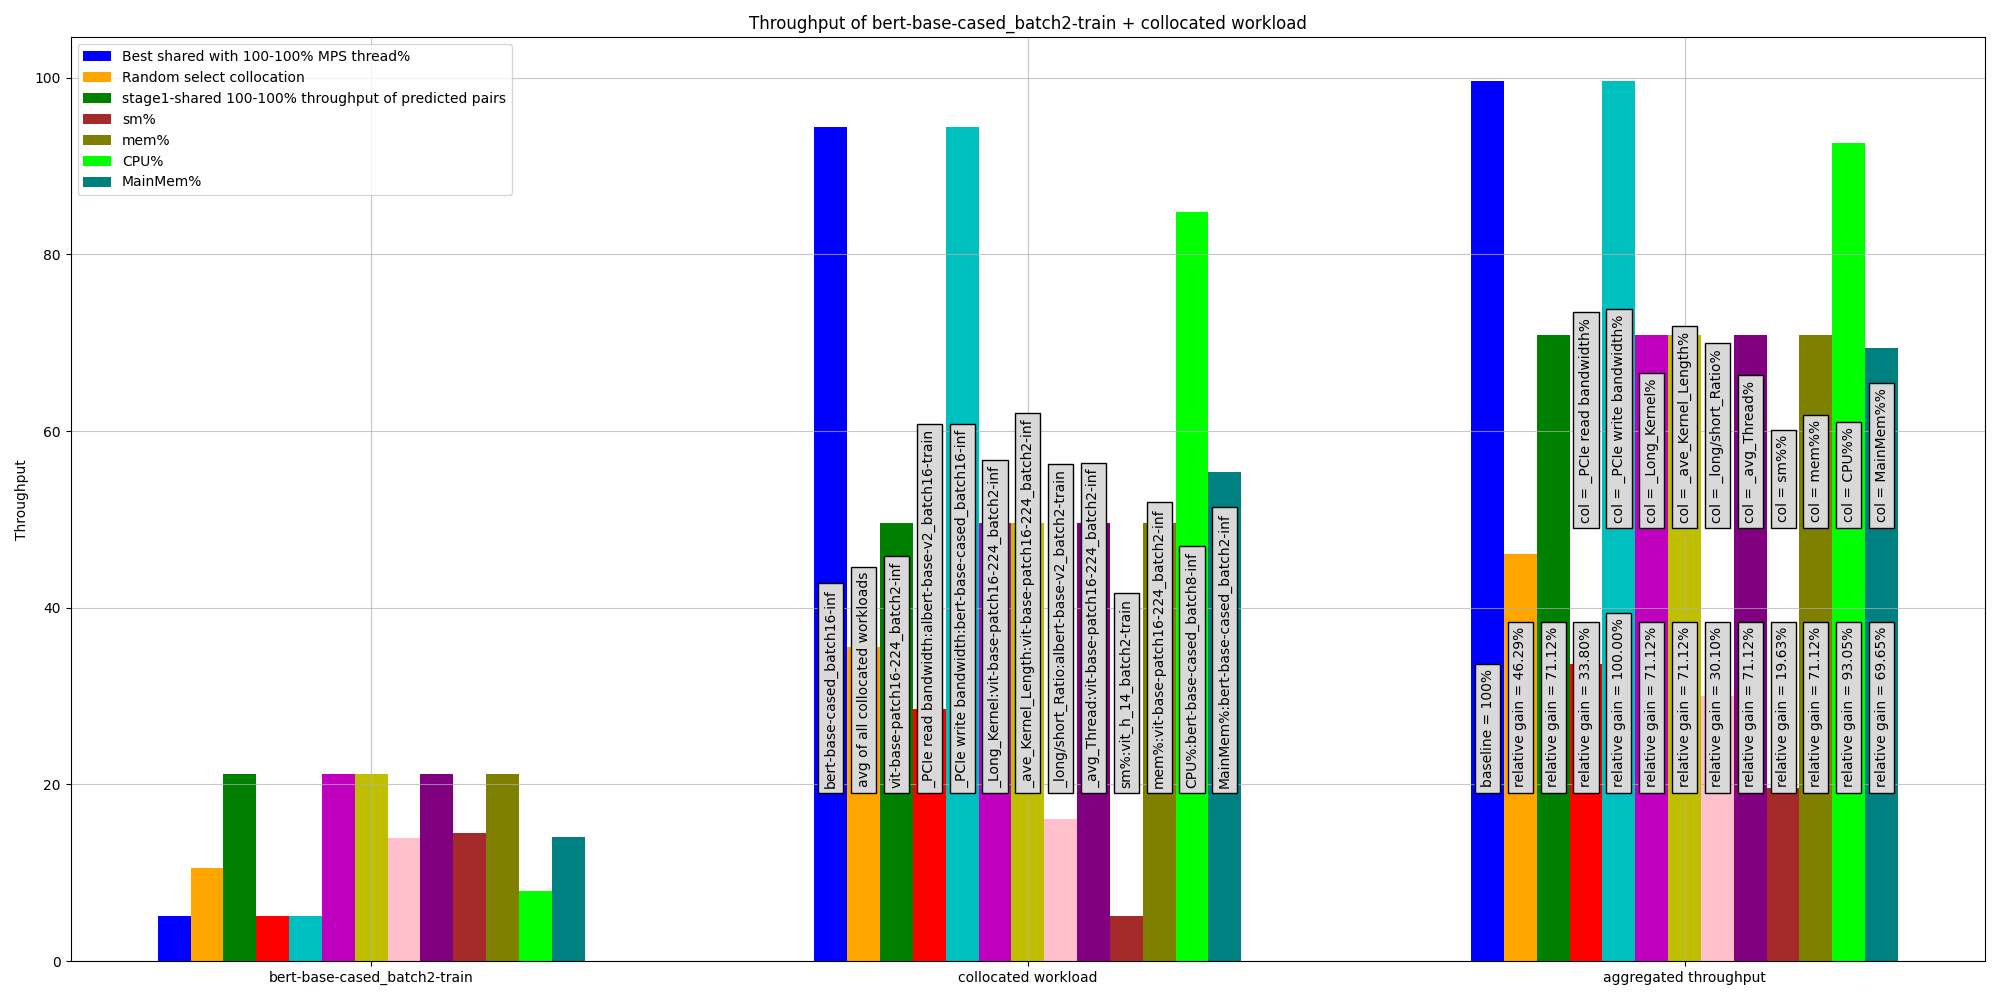 Throughput of bert-base-cased_batch2-train + collocated workload
Best shared with 100-100% MPS thread%
Random select collocation
stage1-shared 100-100% throughput of predicted pairs
sm%
mem%
CPU%
MainMem%
Throughput
100
80
60
40
20
0
bert-base-cased_batch16-inf
avg of all collocated workloads
vit-base-patch16-224_batch2-inf
_PCIe read bandwidth:albert-base-v2_batch16-train
_PCIe write bandwidth:bert-base-cased_batch16-inf
_Long_Kernel:vit-base-patch16-224_batch2-inf
_ave_Kernel_Length:vit-base-patch16-224_batch2-inf
_long/short_Ratio:albert-base-v2_batch2-train
_avg_Thread:vit-base-patch16-224_batch2-inf
sm%:vit_h_14_batch2-train
mem%:vit-base-patch16-224_batch2-inf
CPU%:bert-base-cased_batch8-inf
MainMem%:bert-base-cased_batch2-inf
col = _PCIe read bandwidth%
col = _PCIe write bandwidth%
col = _Long_Kernel%
col = _ave_Kernel_Length%
col = _long/short_Ratio%
col = _avg_Thread%
col = sm%%
col = mem%%
col = CPU%%
col = MainMem%%
baseline = 100%
relative gain = 46.29%
relative gain = 71.12%
relative gain = 33.80%
relative gain = 100.00%
relative gain = 71.12%
relative gain = 71.12%
relative gain = 30.10%
relative gain = 71.12%
relative gain = 19.63%
relative gain = 71.12%
relative gain = 93.05%
relative gain = 69.65%
bert-base-cased_batch2-train
collocated workload
aggregated throughput